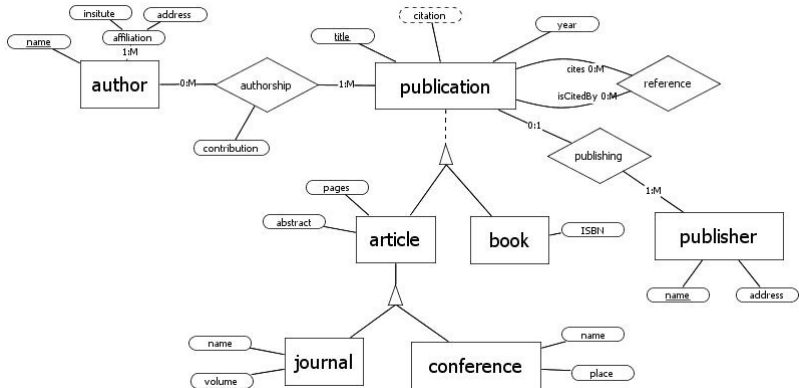 insitute
address
name
affiliation
1:M
author
0:M
authorship
1:M
contribution
citation
title
year
publication
cites 0:M
isCitedBy 0:M
reference
0:1
publishing
1:M
pages
abstract
article
book
ISBN
publisher
name
address
name
journal
volume
conference
name
place